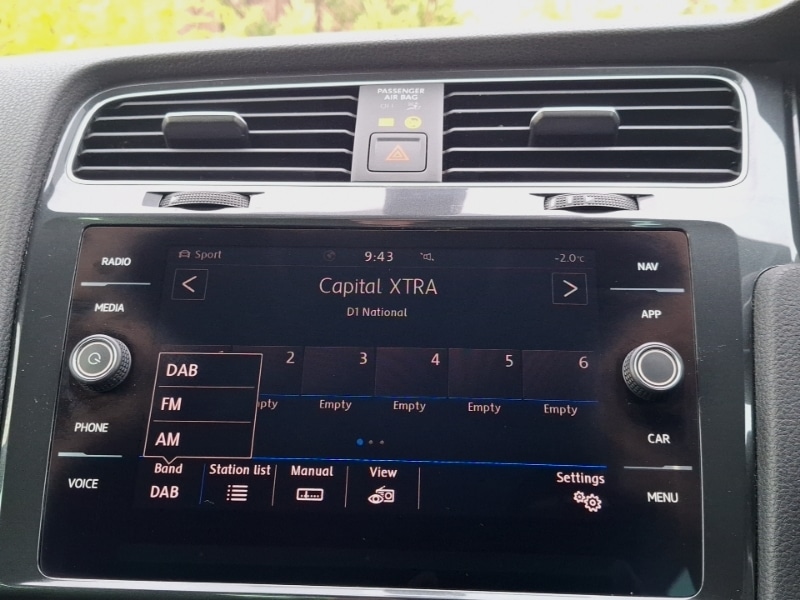 PASSENGER
AIR BAG
OFF
RADIO
MEDIA
PHONE
VOICE
Sport 9:43 -2.0°C
< Capital XTRA >
D1 National
2 3 4 5 6
Empty Empty Empty Empty
DAB
FM
AM
Band Station list Manual View Settings
DAB
NAV
APP
CAR
MENU